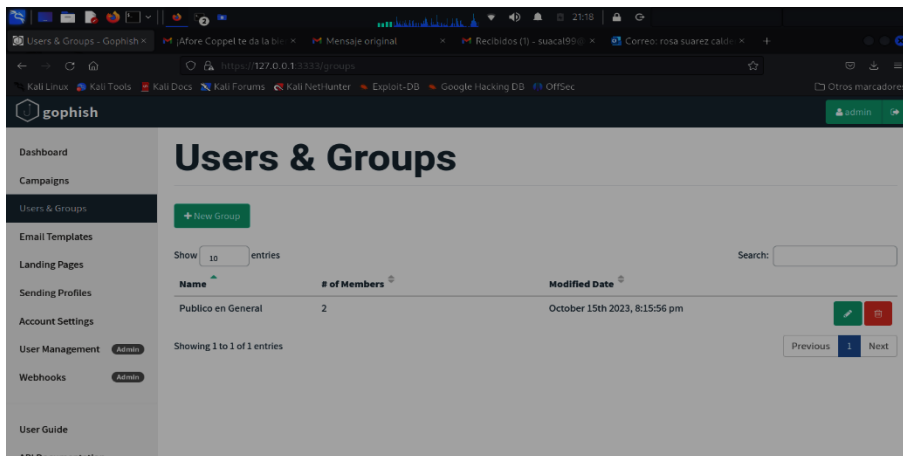 21:18
Users & Groups - Gophish
¡Afore Coppel te da la bie
Mensaje original
Recibidos (1) - suacal99
Correo: rosa suarez calde
https://127.0.0.1:3333/groups
Kali Linux Kali Tools Kali Docs Kali Forums Kali NetHunter Exploit-DB Google Hacking DB OffSec Otros marcadores
gophish admin
Dashboard
Campaigns
Users & Groups
Email Templates
Landing Pages
Sending Profiles
Account Settings
User Management Admin
Webhooks Admin
User Guide
API Documentation
Users & Groups
New Group
Show 10 entries Search:
Name # of Members Modified Date
Publico en General 2 October 15th 2023, 8:15:56 pm
Showing 1 to 1 of 1 entries Previous 1 Next